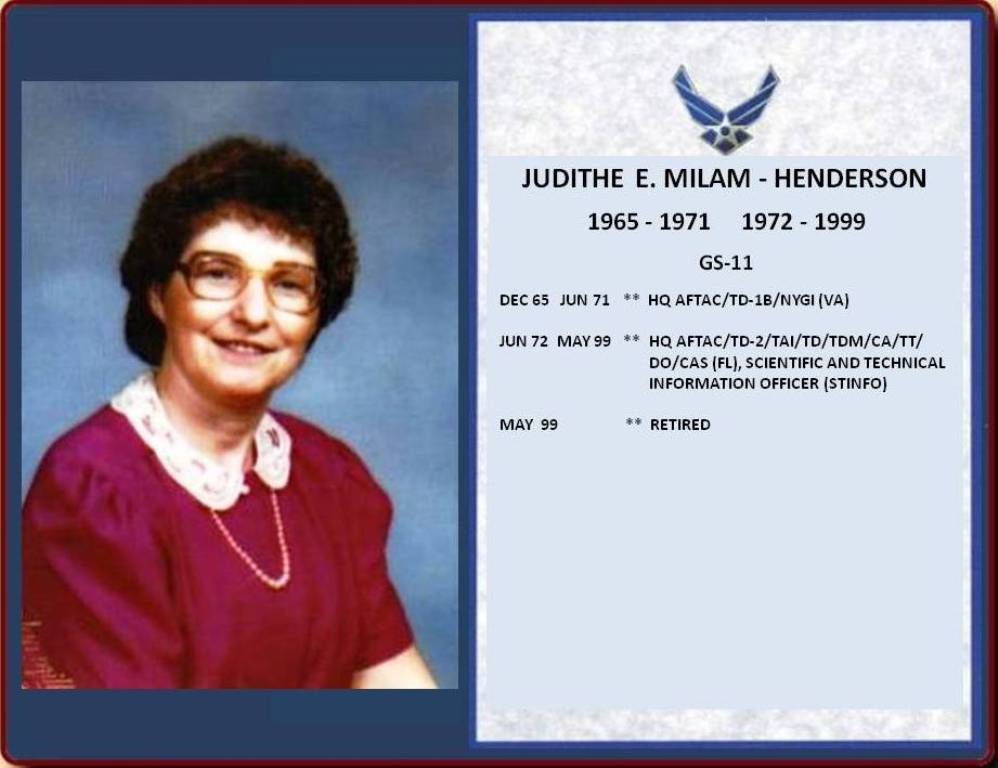 JUDITHE E. MILAM - HENDERSON
1965 - 1971 1972 - 1999
GS-11
DEC 65 JUN 71 ** HQ AFTAC/TD-1B/NYGI (VA)
JUN 72 MAY 99 ** HQ AFTAC/TD-2/TAI/TD/TDM/CA/TT/
DO/CAS (FL), SCIENTIFIC AND TECHNICAL
INFORMATION OFFICER (STINFO)
MAY 99 ** RETIRED